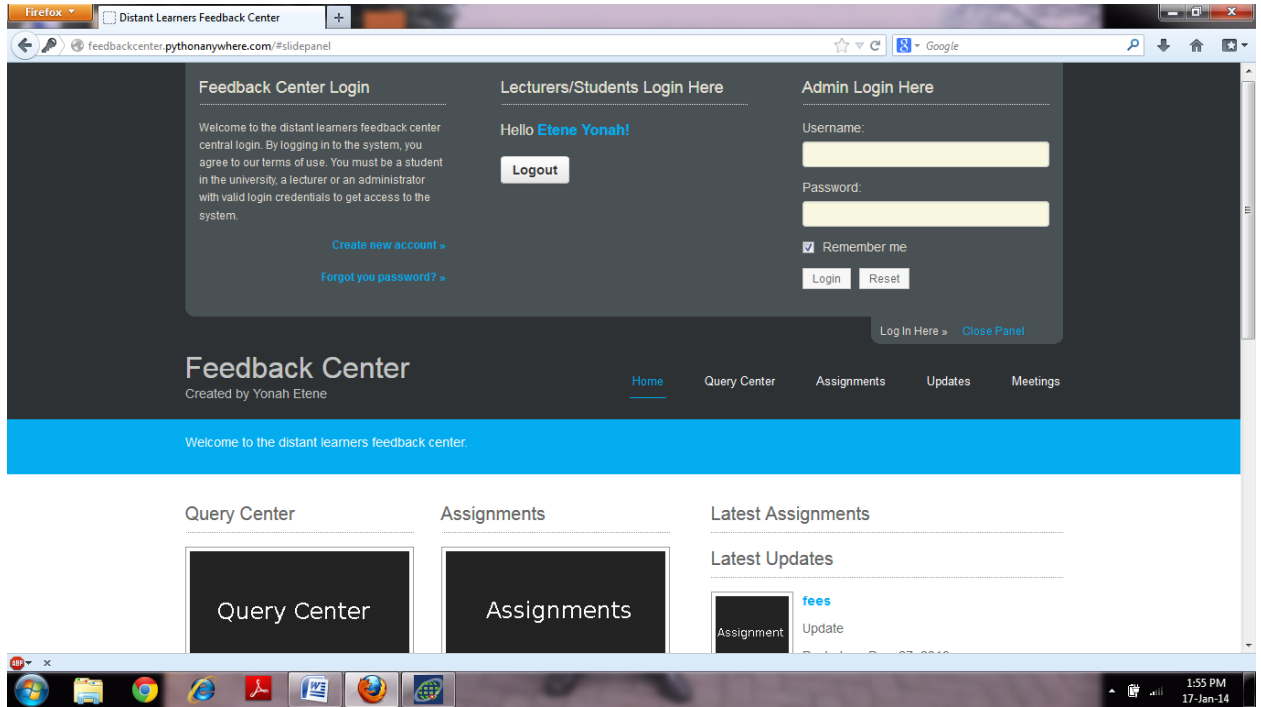 Firefox
Distant Learners Feedback Center
feedbackcenter.pythonanywhere.com/#slidepanel
Google
Feedback Center Login
Welcome to the distant learners feedback center
central login. By logging in to the system, you
agree to our terms of use. You must be a student
in the university, a lecturer or an administrator
with valid login credentials to get access to the
system.
Create new account »
Forgot you password? »
Lecturers/Students Login Here
Hello Etene Yonah!
Logout
Admin Login Here
Username:
Password:
Remember me
Login Reset
Log In Here » Close Panel
Feedback Center
Created by Yonah Etene
Home Query Center Assignments Updates Meetings
Welcome to the distant learners feedback center.
Query Center
Query Center
Assignments
Assignments
Latest Assignments
Latest Updates
Assignment
fees
Update
ABP
1:55 PM
17-Jan-14